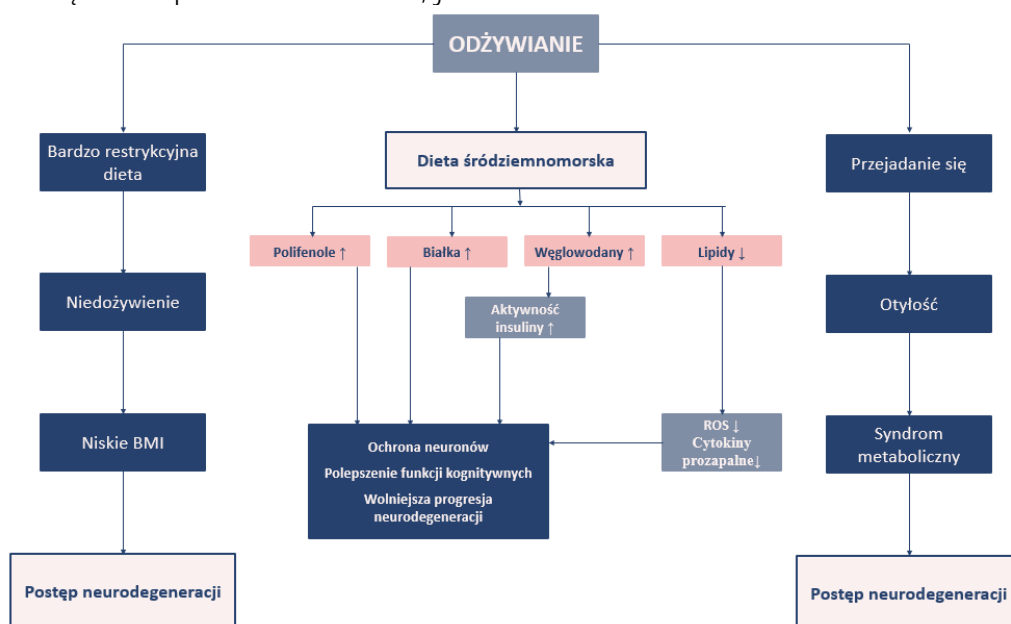 ODŻYWIANIE
Bardzo restrykcyjna
dieta
Dieta śródziemnomorska
Przejadanie się
Polifenole ↑
Białka ↑
Węglowodany ↑
Lipidy ↓
Niedożywienie
Aktywność
insuliny ↑
Otyłość
Niskie BMI
Ochrona neuronów
Polepszenie funkcji kognitywnych
Wolniejsza progresja
neurodegeneracji
ROS ↓
Cytokiny
prozapalne↓
Syndrom
metaboliczny
Postęp neurodegeneracji
Postęp neurodegeneracji